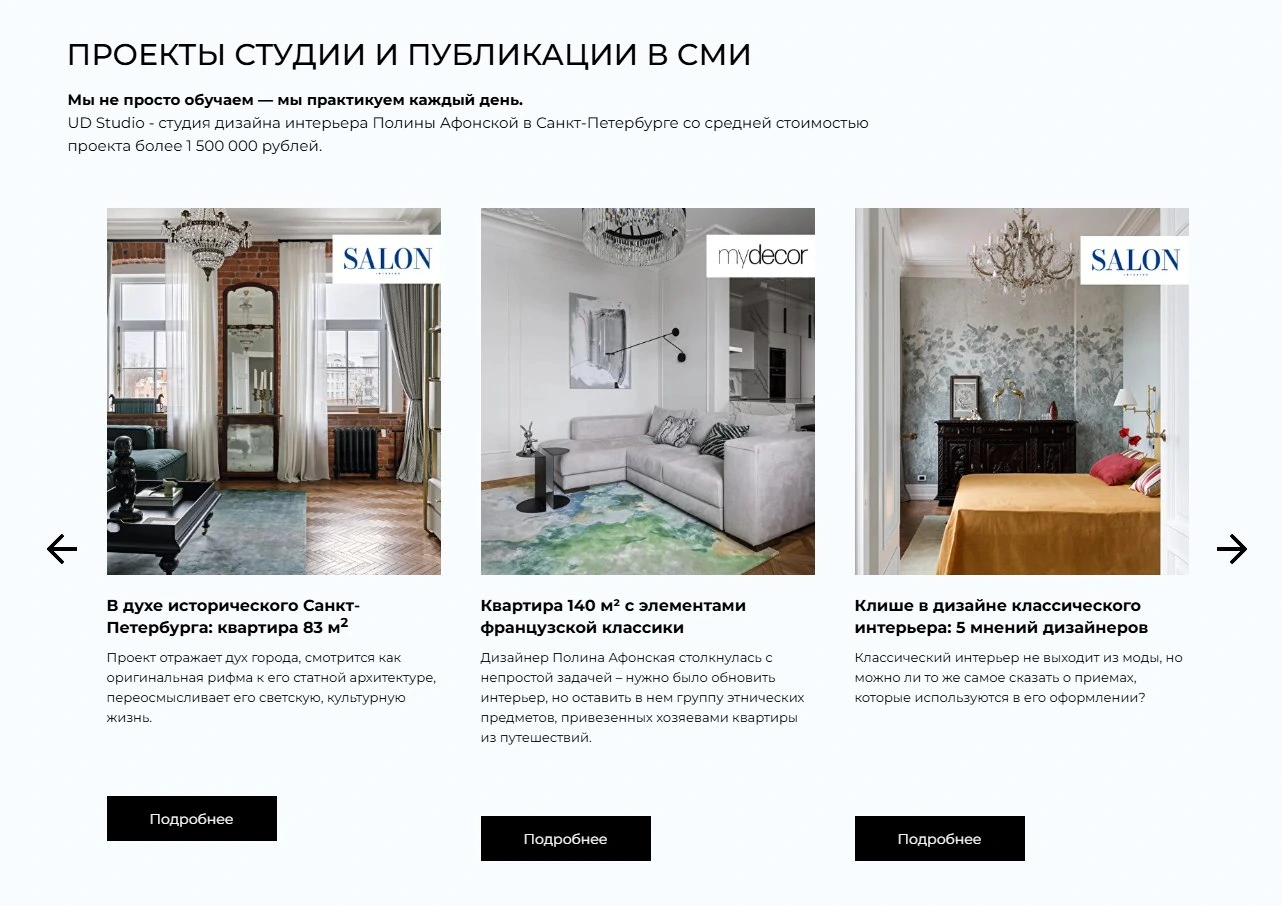 ПРОЕКТЫ СТУДИИ И ПУБЛИКАЦИИ В СМИ
Мы не просто обучаем — мы практикуем каждый день.
UD Studio - студия дизайна интерьера Полины Афонской в Санкт-Петербурге со средней стоимостью
проекта более 1 500 000 рублей.
SALON
INTERIOR
В духе исторического Санкт-
Петербурга: квартира 83 м²
Проект отражает дух города, смотрится как
оригинальная рифма к его статной архитектуре,
переосмысливает его светскую, культурную
жизнь.
Подробнее
mydecor
Квартира 140 м² с элементами
французской классики
Дизайнер Полина Афонская столкнулась с
непростой задачей – нужно было обновить
интерьер, но оставить в нем группу этнических
предметов, привезенных хозяевами квартиры
из путешествий.
Подробнее
SALON
INTERIOR
Клише в дизайне классического
интерьера: 5 мнений дизайнеров
Классический интерьер не выходит из моды, но
можно ли то же самое сказать о приемах,
которые используются в его оформлении?
Подробнее